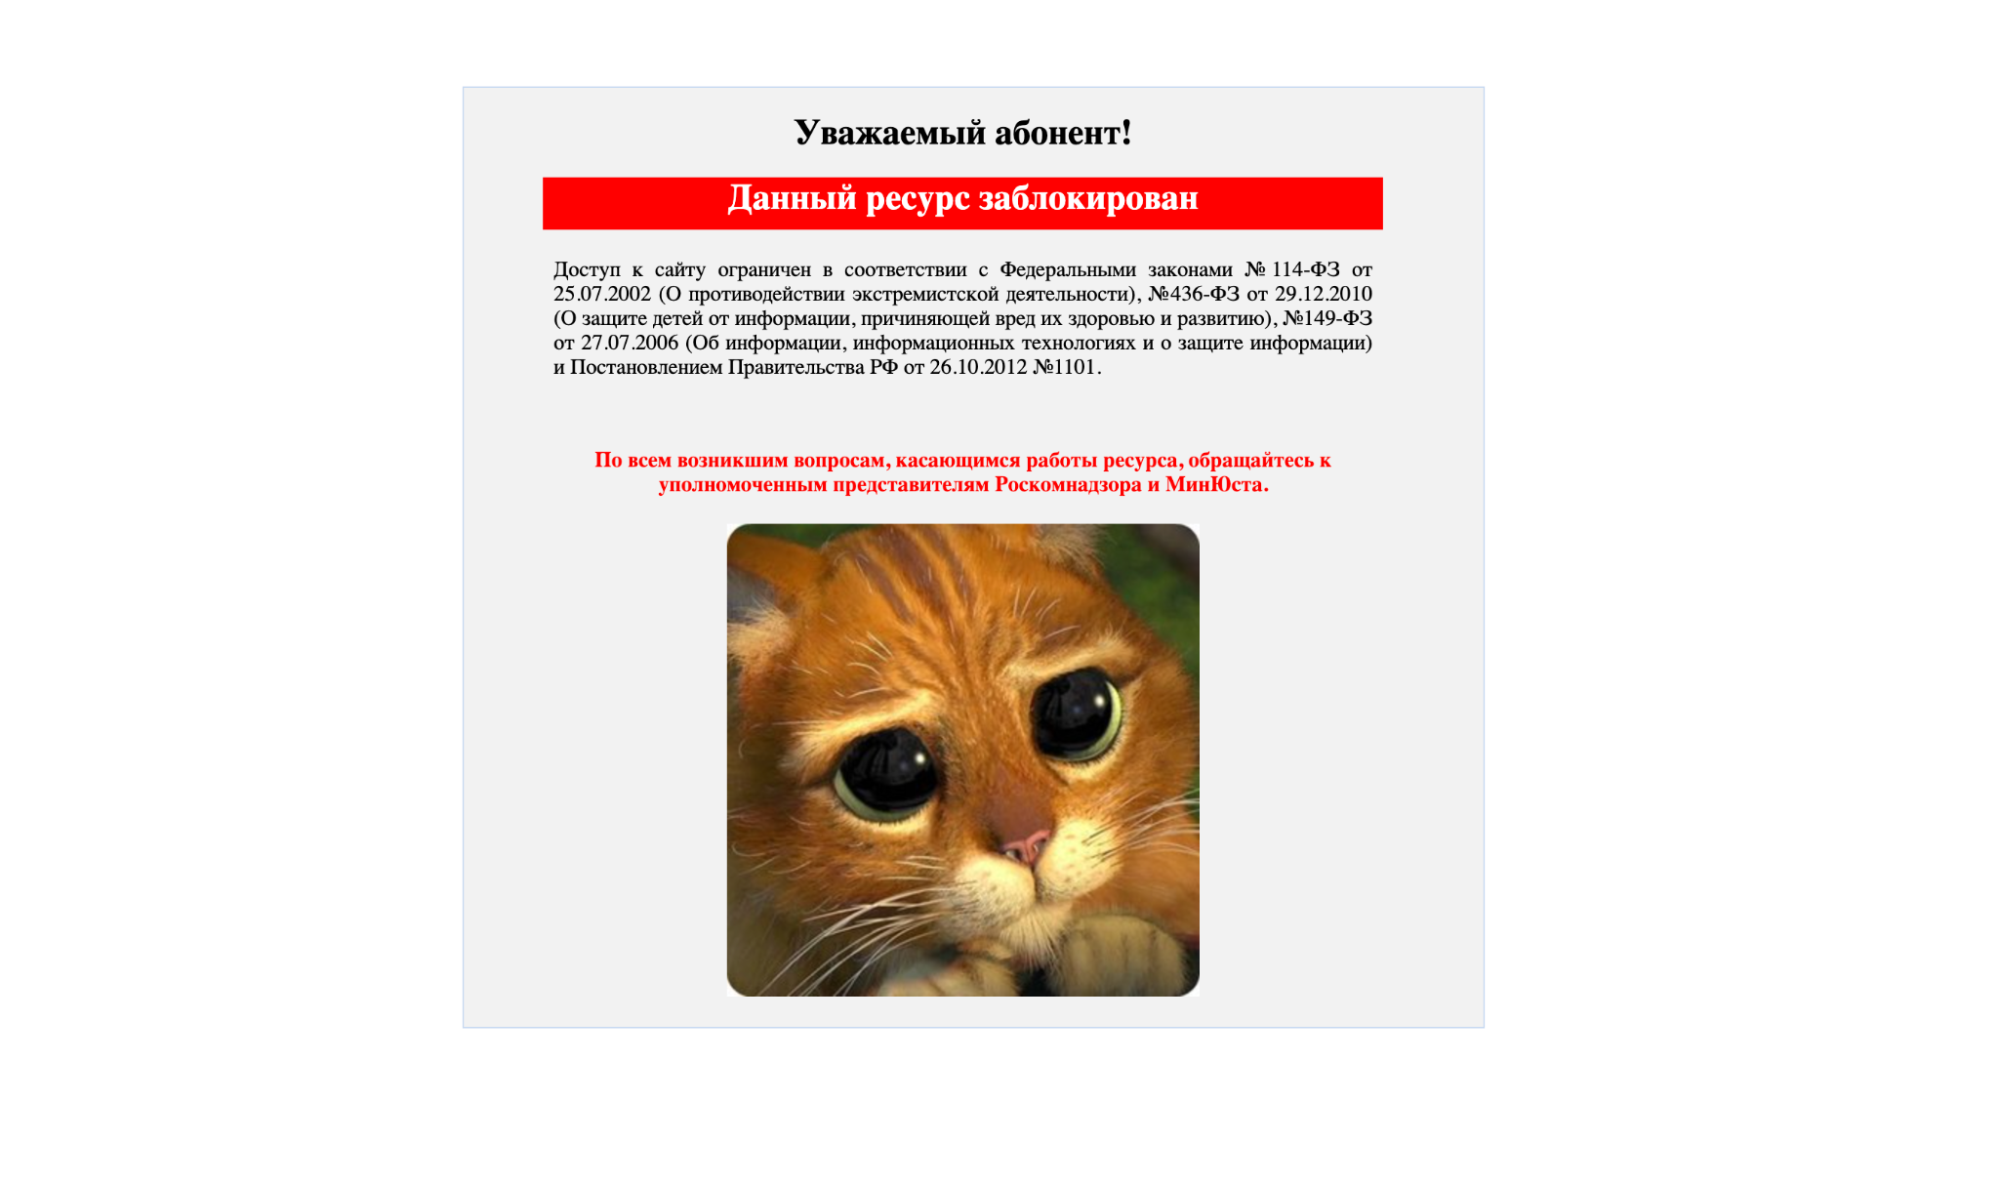 Уважаемый абонент!
Данный ресурс заблокирован
Доступ к сайту ограничен в соответствии с Федеральными законами №114-ФЗ от
25.07.2002 (О противодействии экстремистской деятельности), №436-ФЗ от 29.12.2010
(О защите детей от информации, причиняющей вред их здоровью и развитию), №149-ФЗ
от 27.07.2006 (Об информации, информационных технологиях и о защите информации)
и Постановлением Правительства РФ от 26.10.2012 №1101.
По всем возникшим вопросам, касающимся работы ресурса, обращайтесь к
уполномоченным представителям Роскомнадзора и МинЮста.